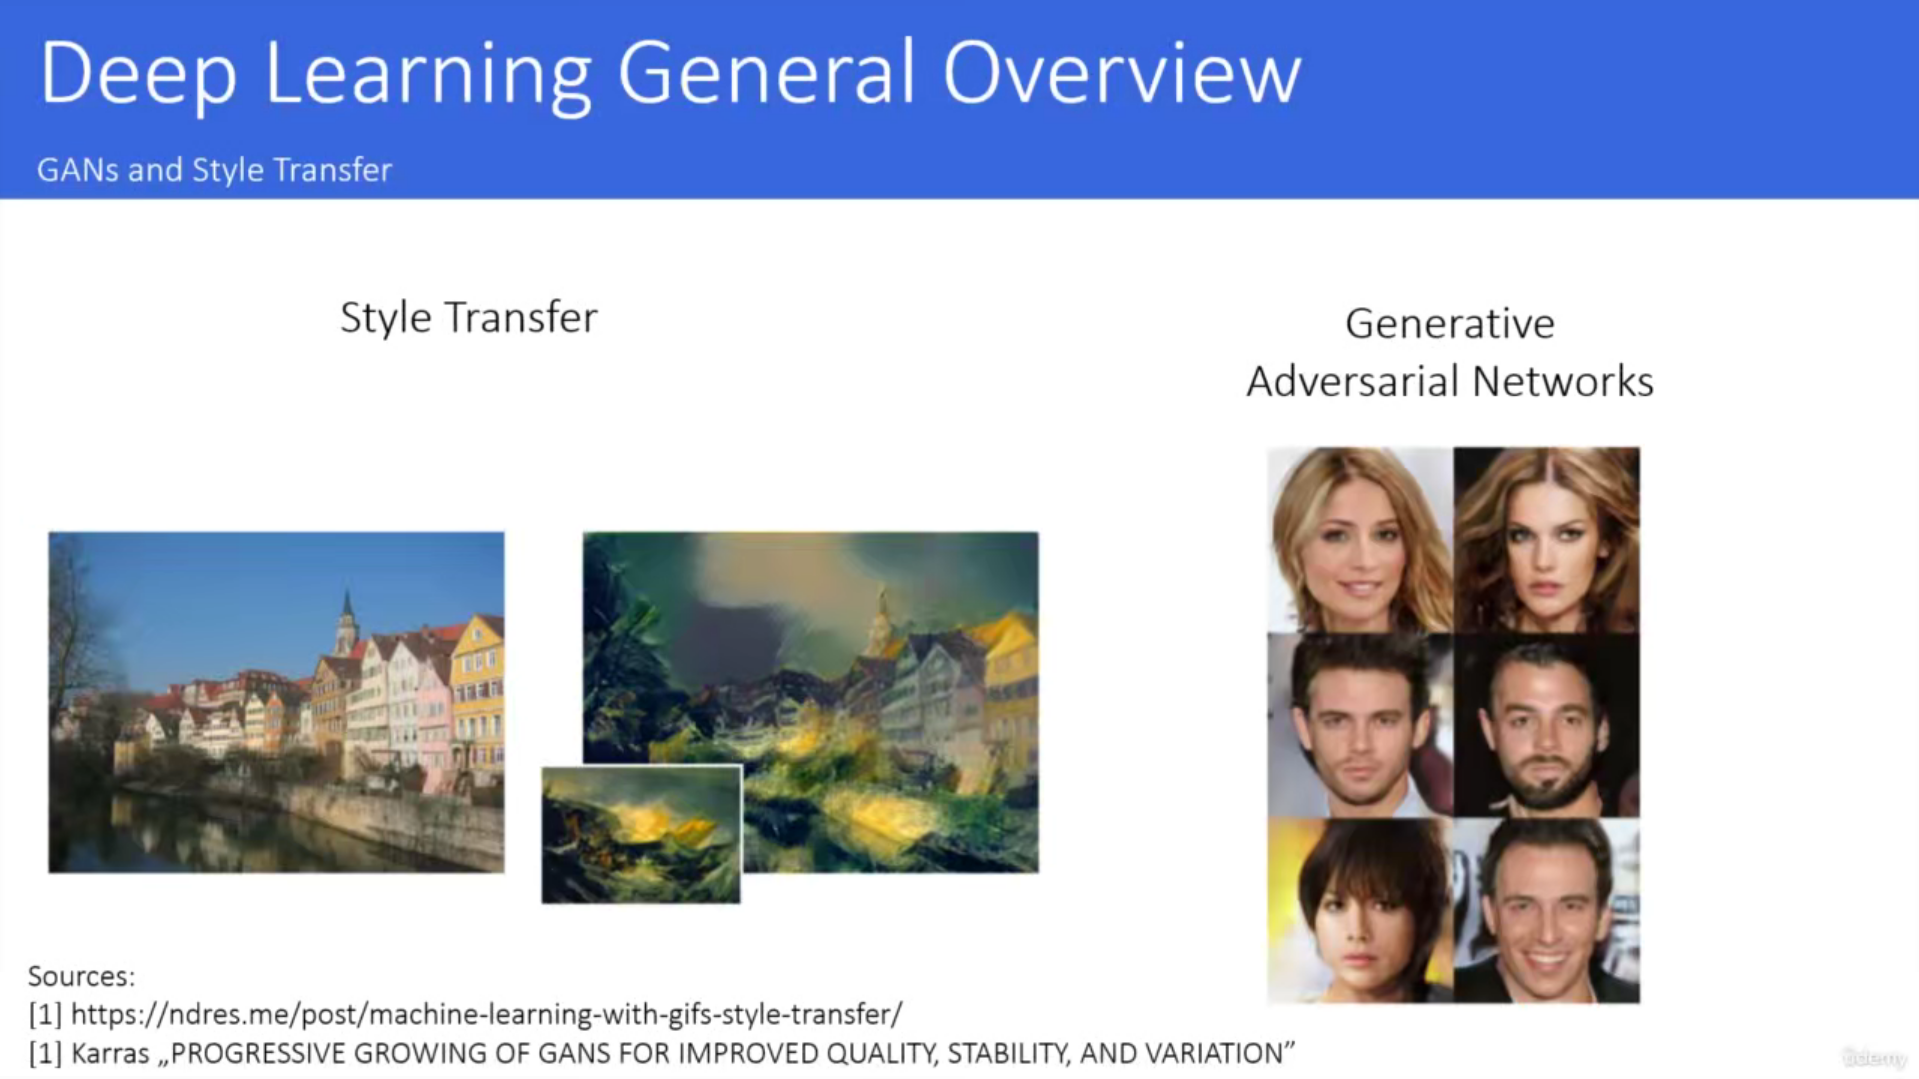 Deep Learning General Overview
GANs and Style Transfer
Style Transfer
Generative
Adversarial Networks
Sources:
[1] https://ndres.me/post/machine-learning-with-gifs-style-transfer/
[1] Karras „PROGRESSIVE GROWING OF GANS FOR IMPROVED QUALITY, STABILITY, AND VARIATION”
ûdemy